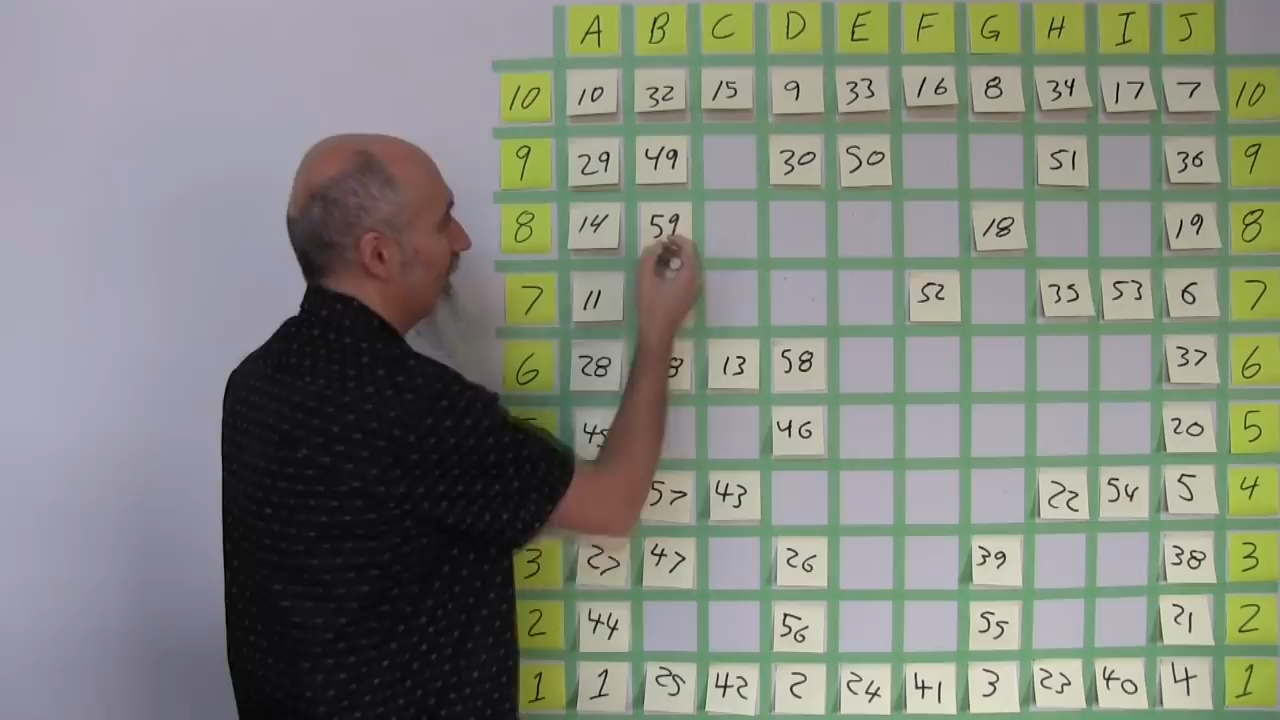 A B C D E F G H I J
10 10 32 15 9 33 16 8 34 17 7 10
9 29 49 30 50 51 36 9
8 14 59 18 19 8
7 11 52 35 53 6 7
6 28 13 58 37 6
46 20 5
57 43 22 54 5 4
3 27 47 26 39 38 3
2 44 56 55 21 2
1 1 25 42 2 24 41 3 23 40 4 1